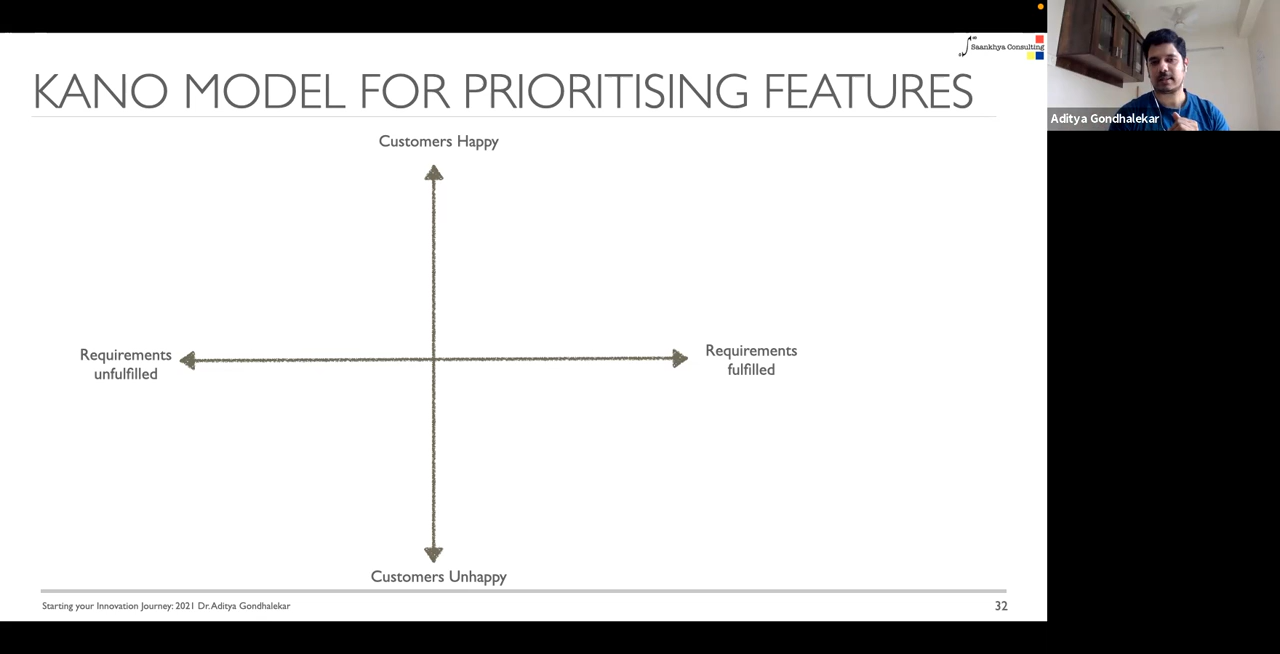 Saankhya Consulting
KANO MODEL FOR PRIORITISING FEATURES
Aditya Gondhalekar
Customers Happy
Requirements
unfulfilled
Requirements
fulfilled
Customers Unhappy
Starting your Innovation Journey: 2021 Dr. Aditya Gondhalekar
32